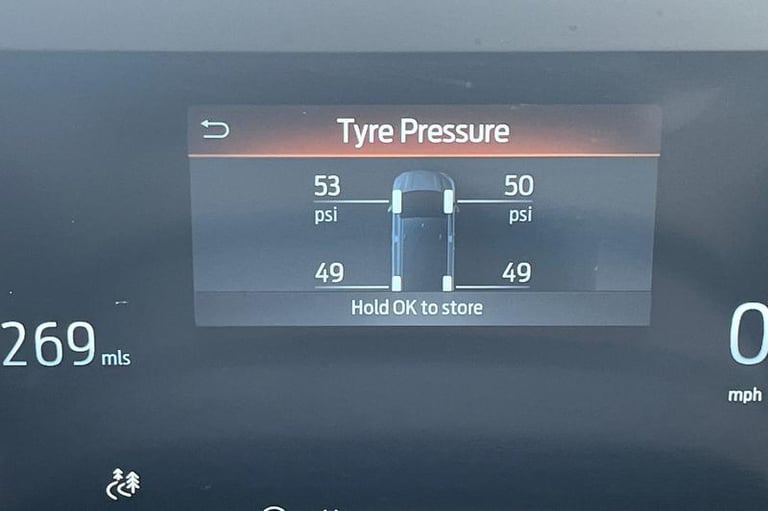 Tyre Pressure
53 50
psi psi
49 49
Hold OK to store
269 mls
0
mph